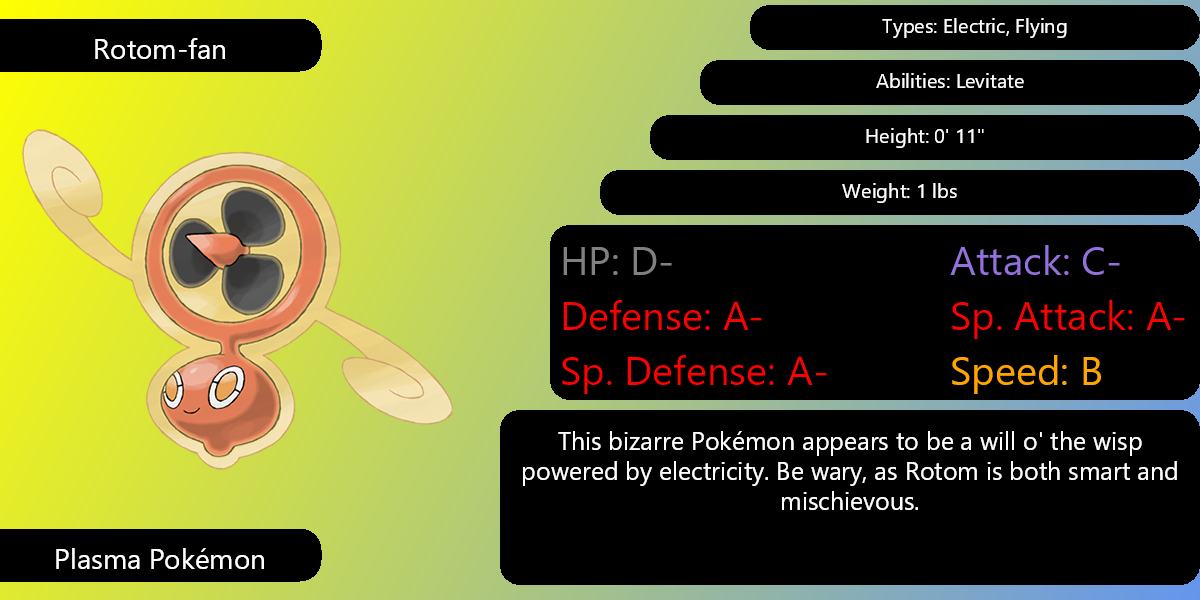 Rotom-fan
Types: Electric, Flying
Abilities: Levitate
Height: 0' 11"
Weight: 1 lbs
HP: D-
Attack: C-
Defense: A-
Sp. Attack: A-
Sp. Defense: A-
Speed: B
This bizarre Pokémon appears to be a will o' the wisp
powered by electricity. Be wary, as Rotom is both smart and
mischievous.
Plasma Pokémon